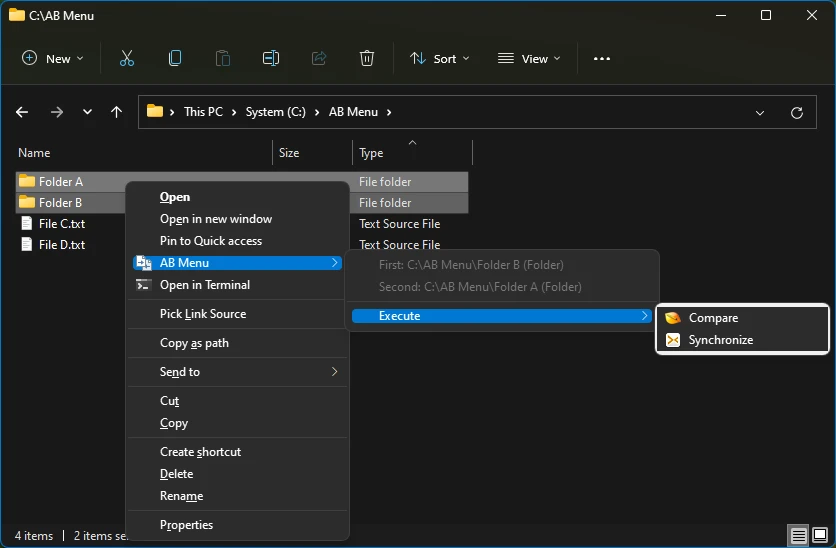 C:\AB Menu
New
Sort
View
This PC
System (C:)
AB Menu
Name
Size
Type
Folder A
File folder
Folder B
File folder
File C.txt
Text Source File
File D.txt
Text Source File
Open
Open in new window
Pin to Quick access
AB Menu
Open in Terminal
Pick Link Source
Copy as path
Send to
Cut
Copy
Create shortcut
Delete
Rename
Properties
First: C:\AB Menu\Folder B (Folder)
Second: C:\AB Menu\Folder A (Folder)
Execute
Compare
Synchronize
4 items
2 items se